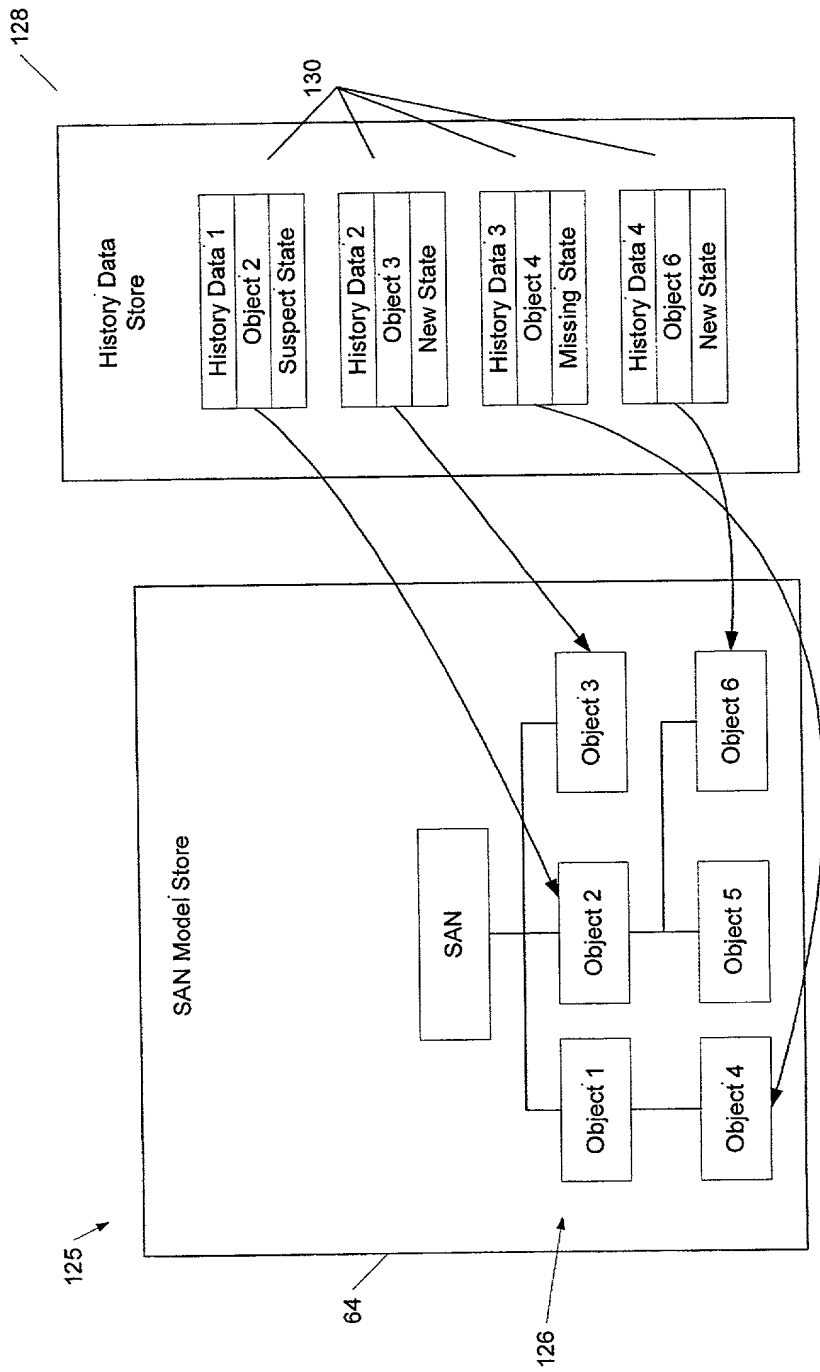 128
125
SAN Model Store
History Data
Store
130
64
126
SAN
Object 1
Object 2
Object 3
Object 4
Object 5
Object 6
History Data 1
Object 2
Suspect State
History Data 2
Object 3
New State
History Data 3
Object 4
Missing State
History Data 4
Object 6
New State